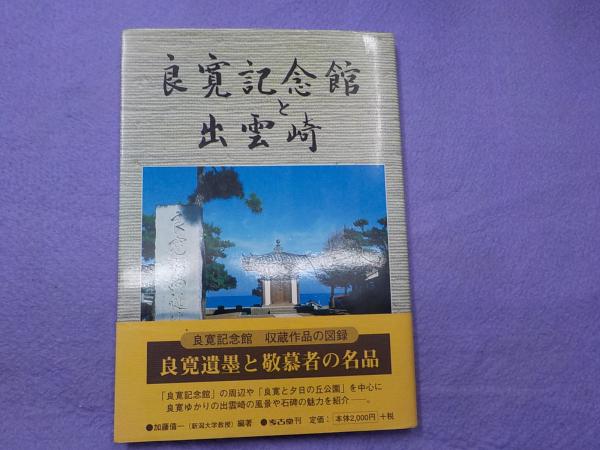 良寛記念館
と
出雲崎
良寛記念館 収蔵作品の図録
良寛遺墨と敬慕者の名品
「良寛記念館」の周辺や「良寛と夕日の丘公園」を中心に
良寛ゆかりの出雲崎の風景や石碑の魅力を紹介──。
●加藤僖一(新潟大学教授)編著 ●考古堂刊 定価:本体2,000円+税